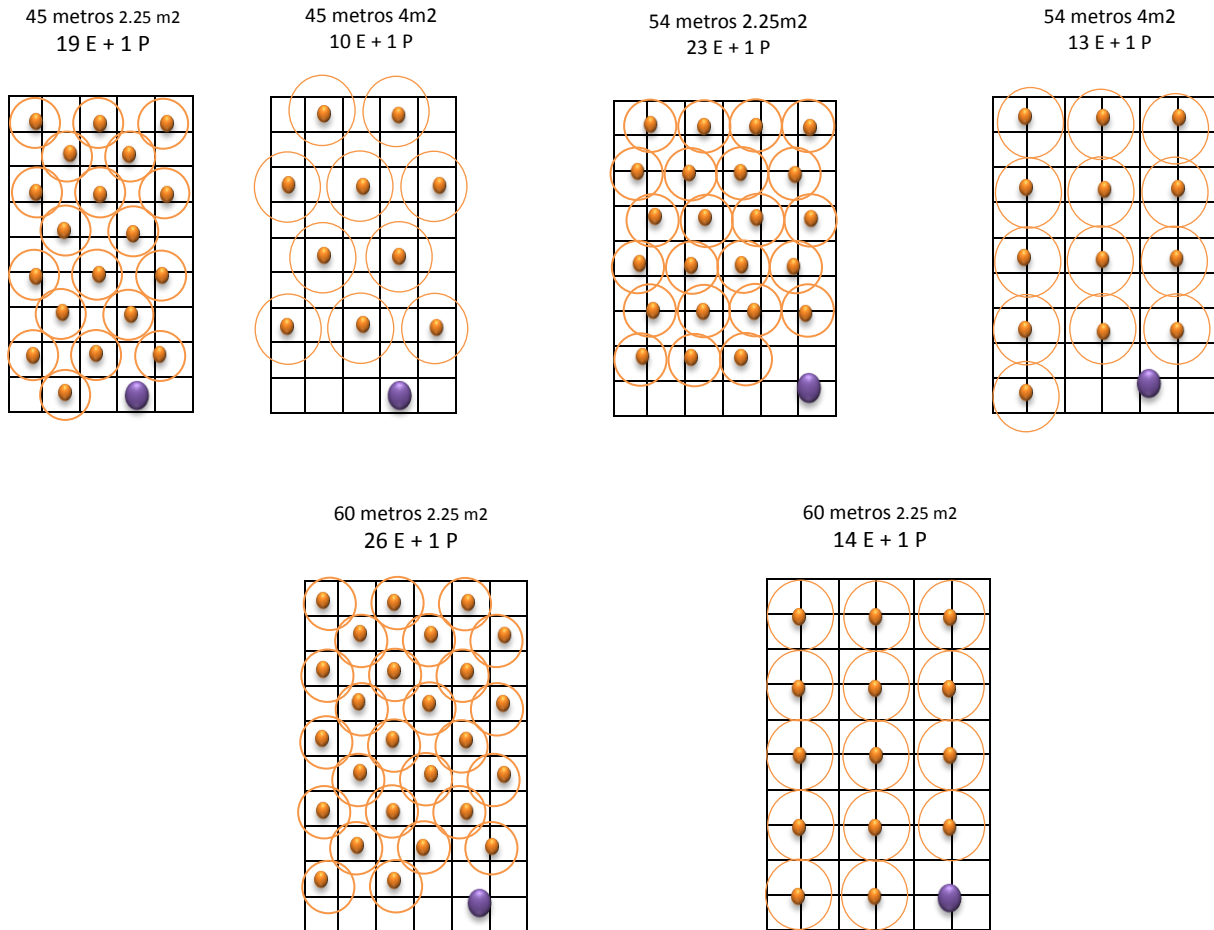 45 metros 2.25 m2
19 E + 1 P
45 metros 4m2
10 E + 1 P
54 metros 2.25m2
23 E + 1 P
54 metros 4m2
13 E + 1 P
60 metros 2.25 m2
26 E + 1 P
60 metros 2.25 m2
14 E + 1 P